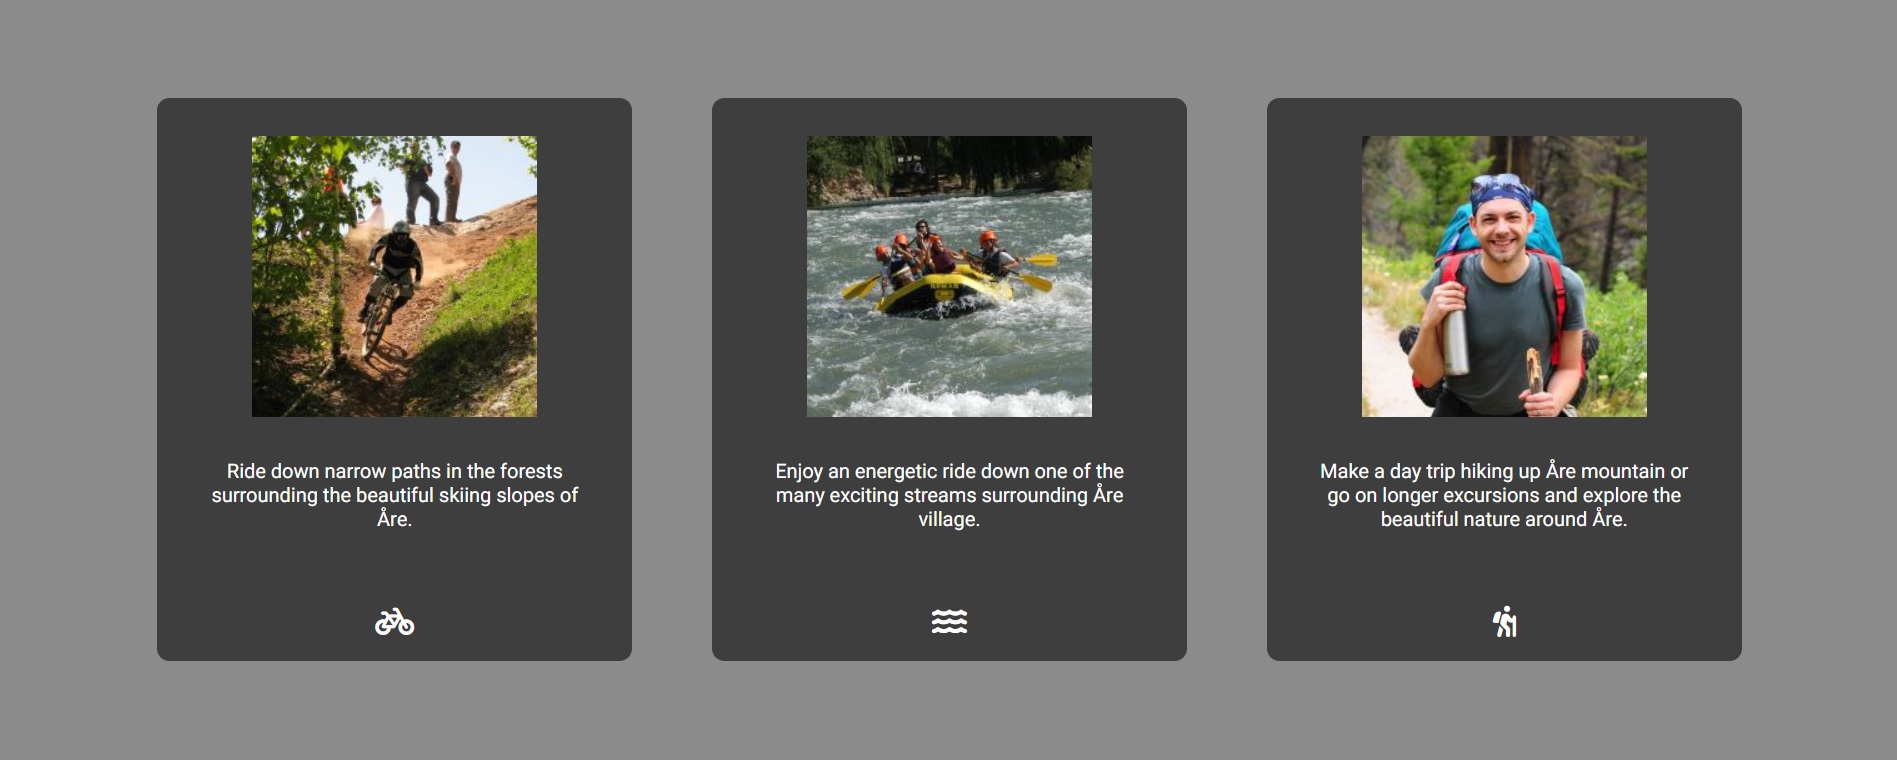 Ride down narrow paths in the forests
surrounding the beautiful skiing slopes of
Åre.
Enjoy an energetic ride down one of the
many exciting streams surrounding Åre
village.
Make a day trip hiking up Åre mountain or
go on longer excursions and explore the
beautiful nature around Åre.